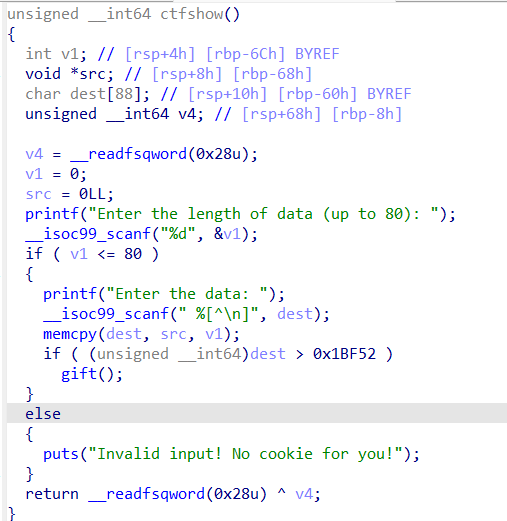 unsigned __int64 ctfshow()
{
  int v1; // [rsp+4h] [rbp-6Ch] BYREF
  void *src; // [rsp+8h] [rbp-68h]
  char dest[88]; // [rsp+10h] [rbp-60h] BYREF
  unsigned __int64 v4; // [rsp+68h] [rbp-8h]

  v4 = __readfsqword(0x28u);
  v1 = 0;
  src = 0LL;
  printf("Enter the length of data (up to 80): ");
  __isoc99_scanf("%d", &v1);
  if ( v1 <= 80 )
  {
    printf("Enter the data: ");
    __isoc99_scanf(" %[^\n]", dest);
    memcpy(dest, src, v1);
    if ( (unsigned __int64)dest > 0x1BF52 )
      gift();
  }
  else
  {
    puts("Invalid input! No cookie for you!");
  }
  return __readfsqword(0x28u) ^ v4;
}